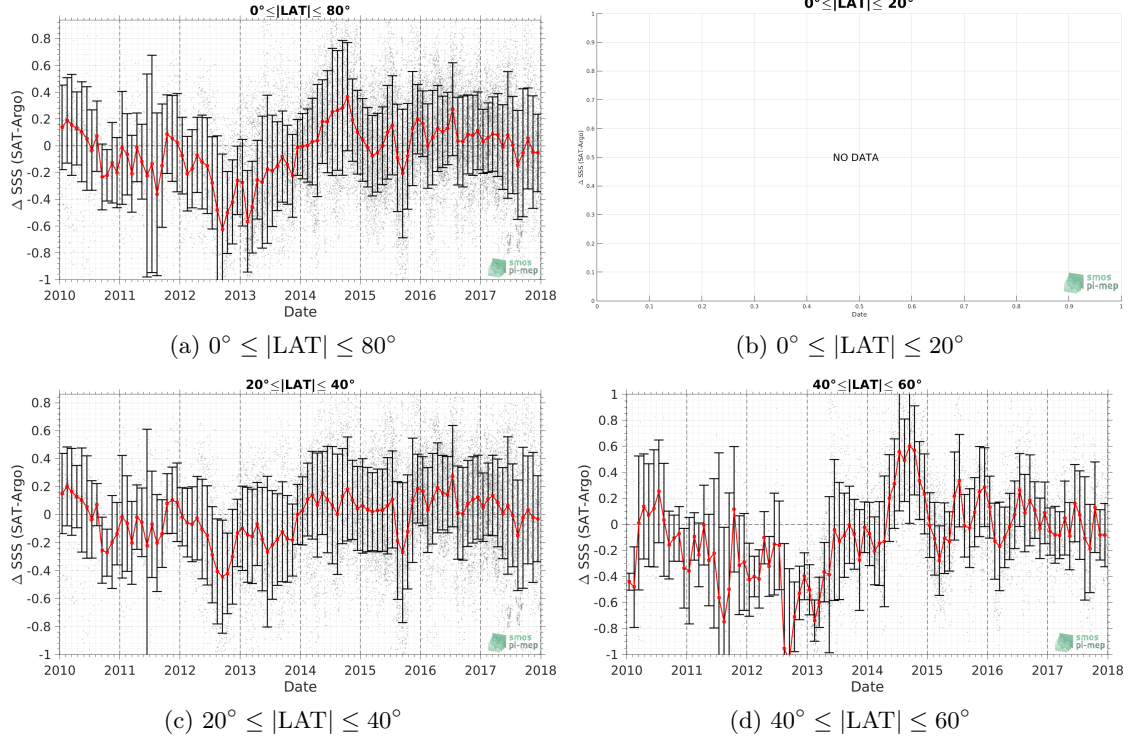 0°≤|LAT|≤ 80°
Δ SSS (SAT-Argo)
0.8
0.6
0.4
0.2
0
-0.2
-0.4
-0.6
-0.8
-1
2010 2011 2012 2013 2014 2015 2016 2017 2018
Date
smos
pi-mep
(a) 0° ≤ |LAT| ≤ 80°
0°≤|LAT|≤ 20°
Δ SSS (SAT-Argo)
1
0.9
0.8
0.7
0.6
0.5
0.4
0.3
0.2
0.1
0
NO DATA
0 0.1 0.2 0.3 0.4 0.5 0.6 0.7 0.8 0.9 1
Date
smos
pi-mep
(b) 0° ≤ |LAT| ≤ 20°
20°≤|LAT|≤ 40°
Δ SSS (SAT-Argo)
0.8
0.6
0.4
0.2
0
-0.2
-0.4
-0.6
-0.8
-1
2010 2011 2012 2013 2014 2015 2016 2017 2018
Date
smos
pi-mep
(c) 20° ≤ |LAT| ≤ 40°
40°≤|LAT|≤ 60°
Δ SSS (SAT-Argo)
1
0.8
0.6
0.4
0.2
0
-0.2
-0.4
-0.6
-0.8
-1
2010 2011 2012 2013 2014 2015 2016 2017 2018
Date
smos
pi-mep
(d) 40° ≤ |LAT| ≤ 60°